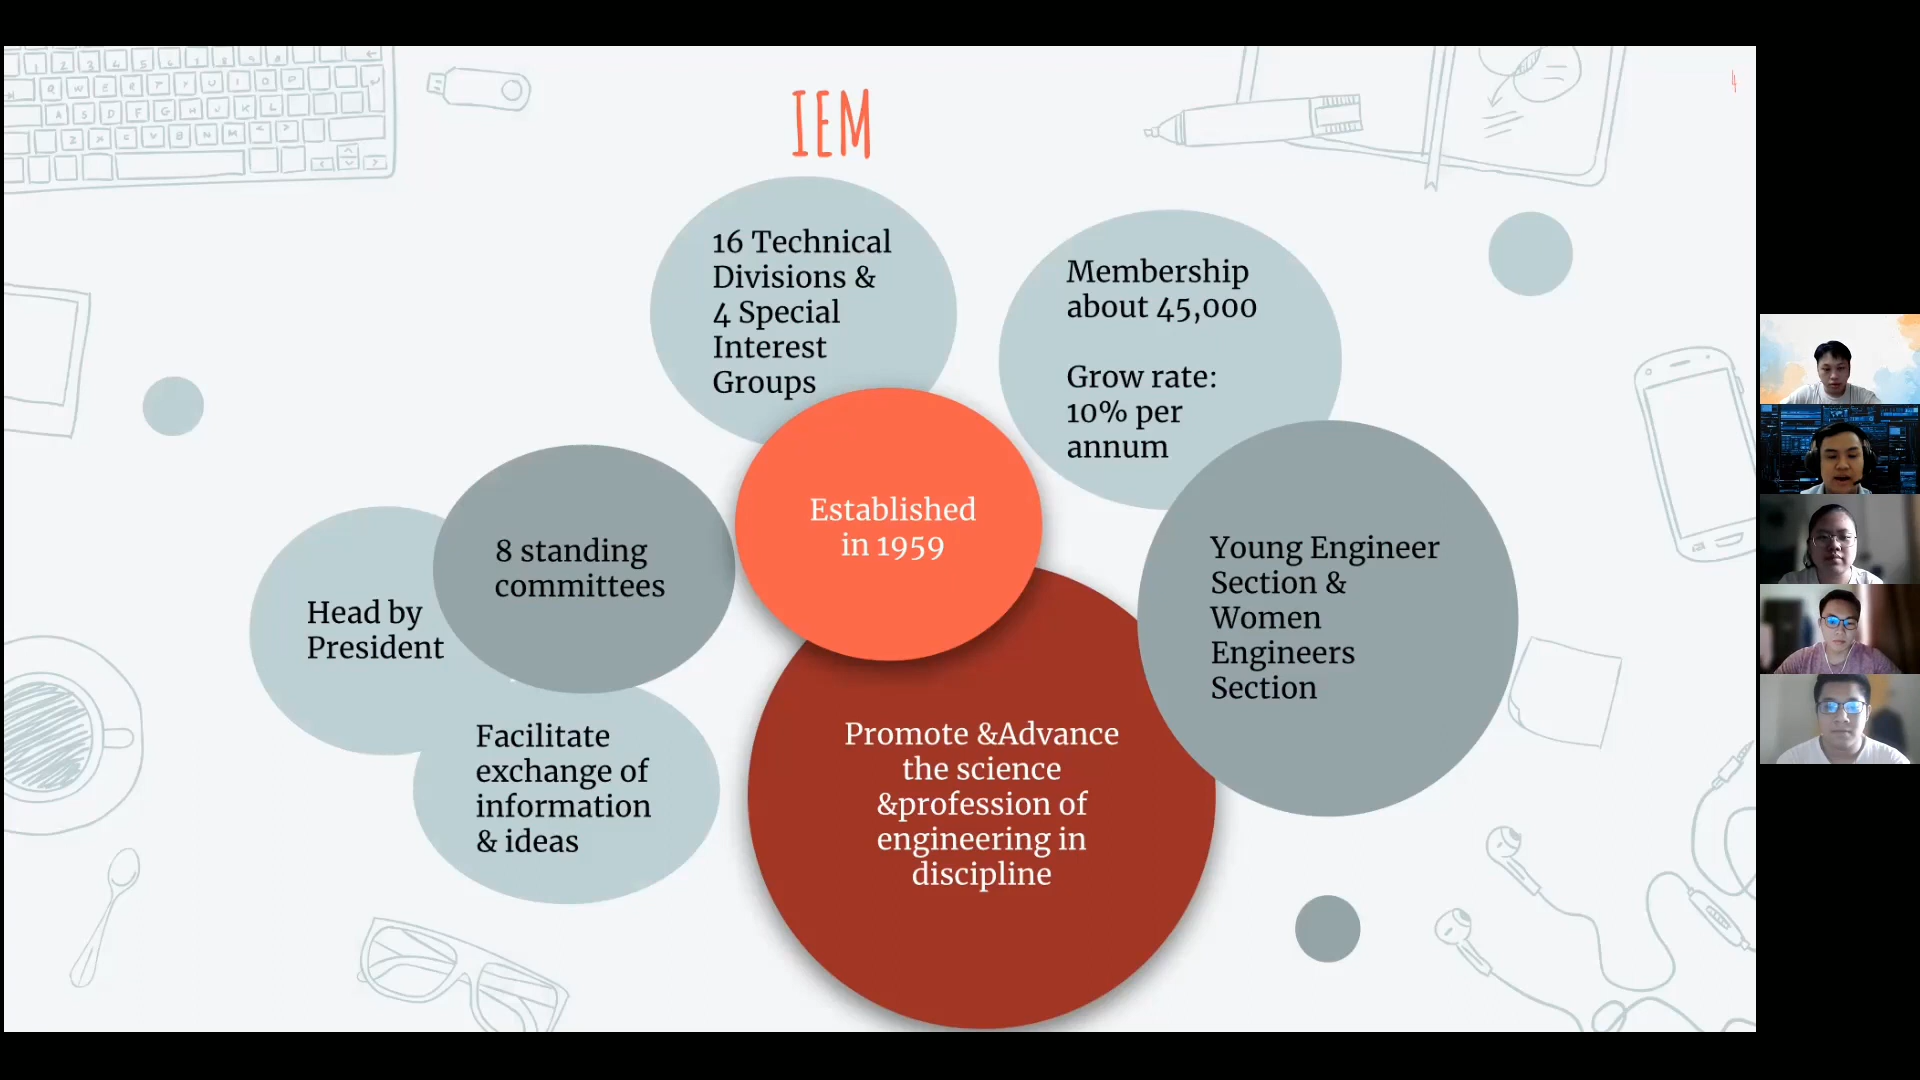 IEM
4
16 Technical
Divisions &
4 Special
Interest
Groups
Membership
about 45,000
Grow rate:
10% per
annum
Established
in 1959
8 standing
committees
Head by
President
Young Engineer
Section &
Women
Engineers
Section
Facilitate
exchange of
information
& ideas
Promote &Advance
the science
&profession of
engineering in
discipline